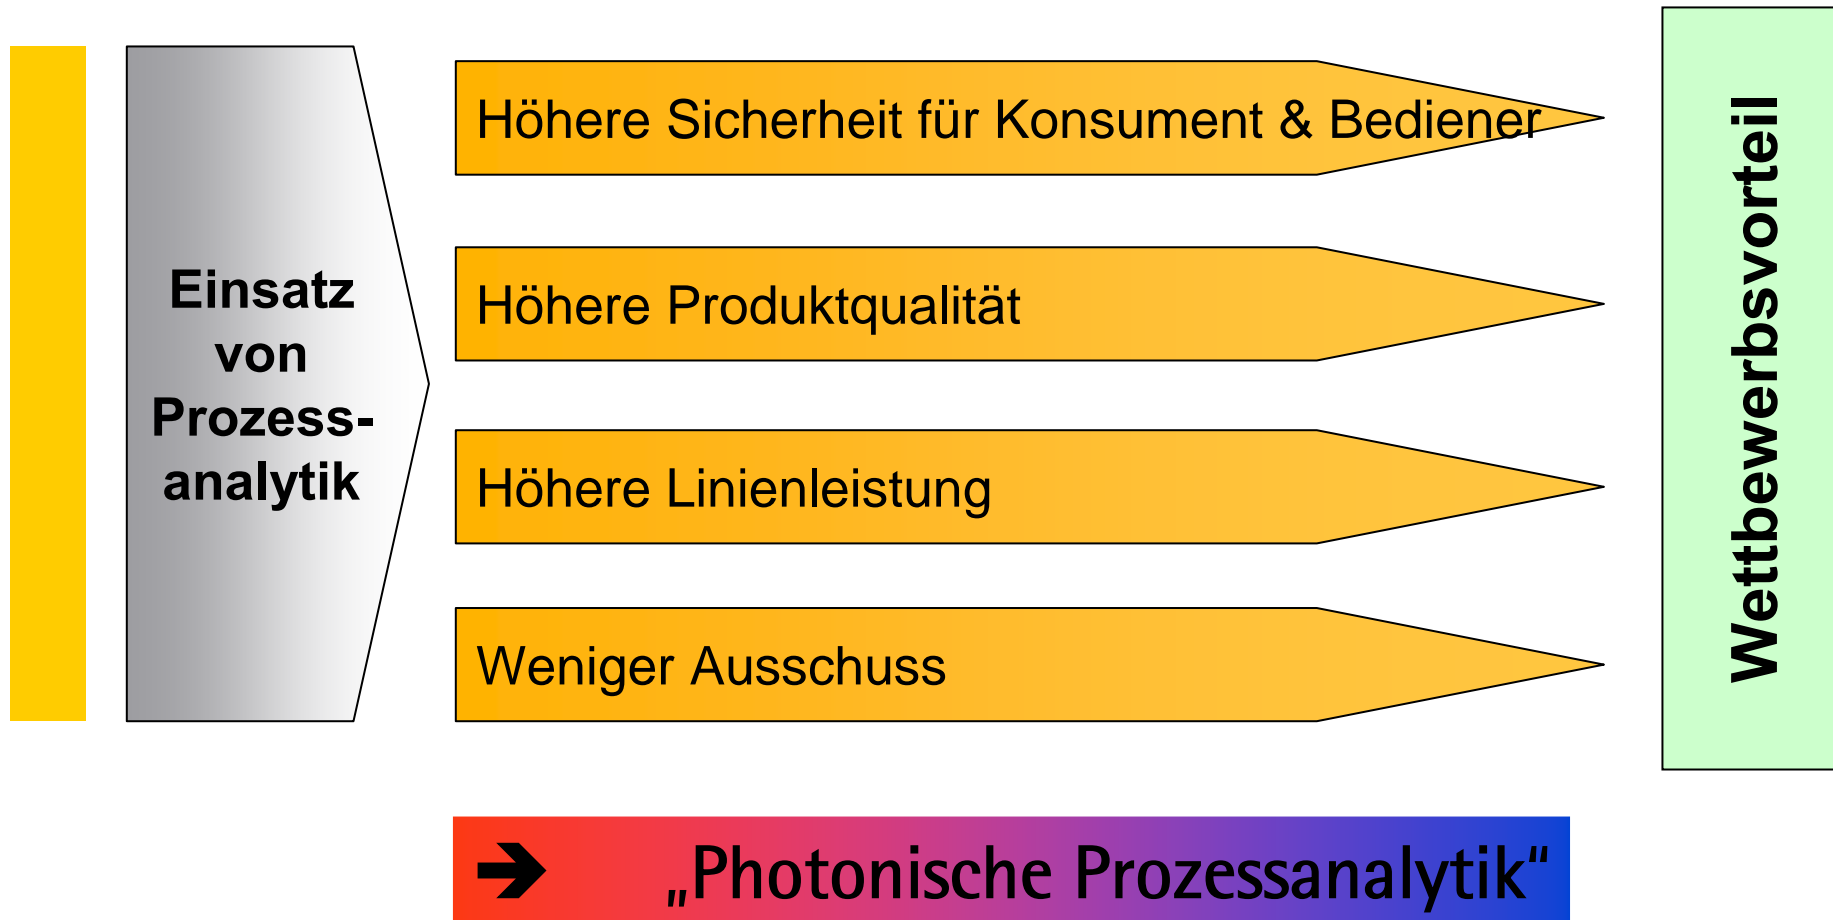 Einsatz
von
Prozess-
analytik
Höhere Sicherheit für Konsument & Bediener
Höhere Produktqualität
Höhere Linienleistung
Weniger Ausschuss
Wettbewerbsvorteil
➔ „Photonische Prozessanalytik“